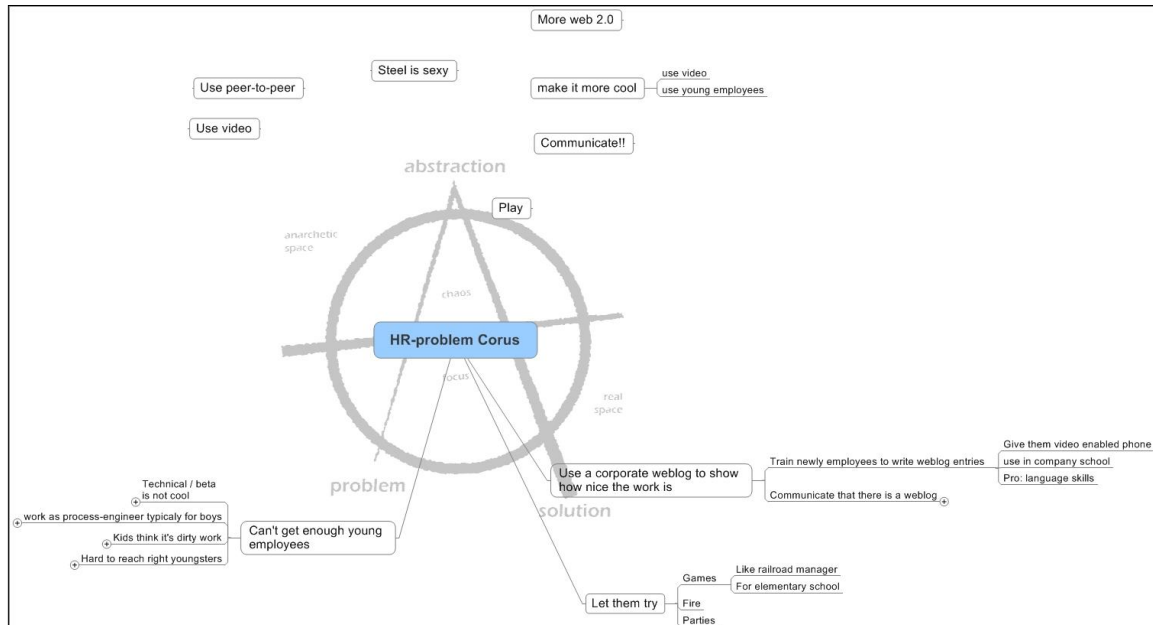 More web 2.0
Steel is sexy
Use peer-to-peer
make it more cool
use video
use young employees
Use video
Communicate!!
abstraction
Play
anarchetic
space
chaos
HR-problem Corus
focus
real
space
problem
solution
Use a corporate weblog to show
how nice the work is
Train newly employees to write weblog entries
Give them video enabled phone
use in company school
Pro: language skills
Communicate that there is a weblog
Can't get enough young
employees
Technical / beta
is not cool
work as process-engineer typicaly for boys
Kids think it's dirty work
Hard to reach right youngsters
Let them try
Games
Like railroad manager
For elementary school
Fire
Parties